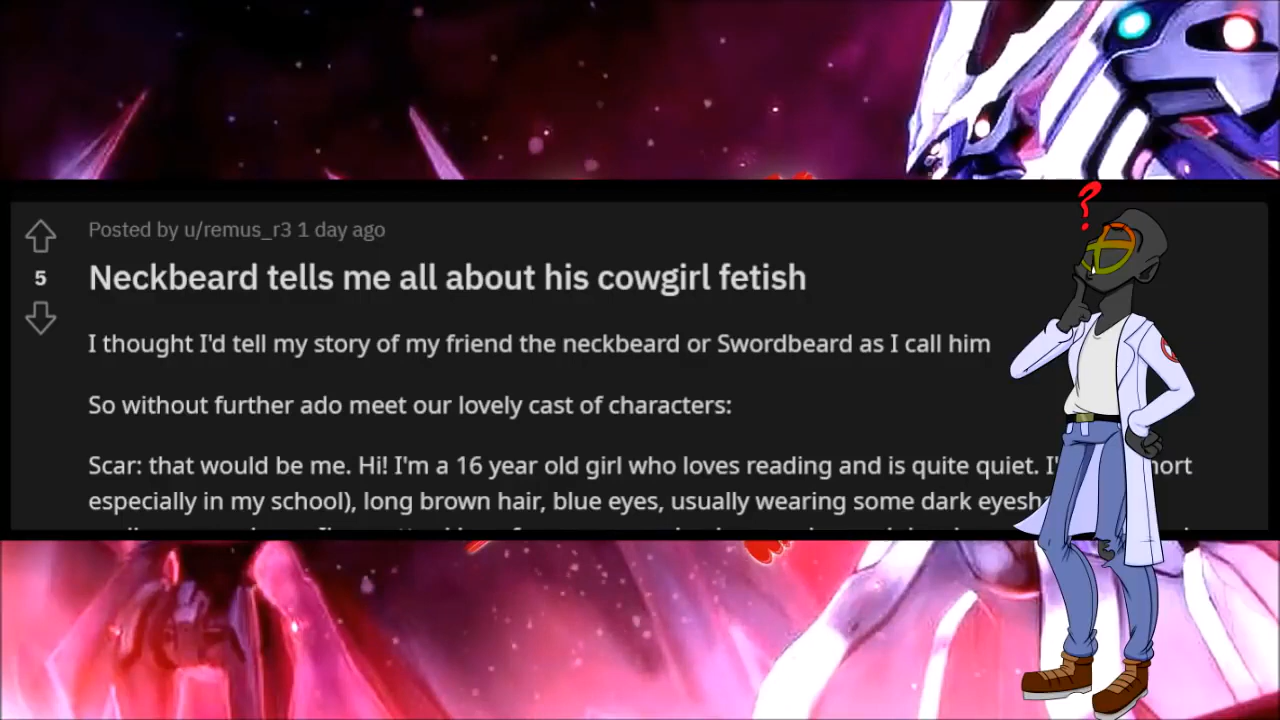 ?
Posted by u/remus_r3 1 day ago
5
Neckbeard tells me all about his cowgirl fetish
I thought I'd tell my story of my friend the neckbeard or Swordbeard as I call him
So without further ado meet our lovely cast of characters:
Scar: that would be me. Hi! I'm a 16 year old girl who loves reading and is quite quiet.
especially in my school), long brown hair, blue eyes, usually wearing some dark